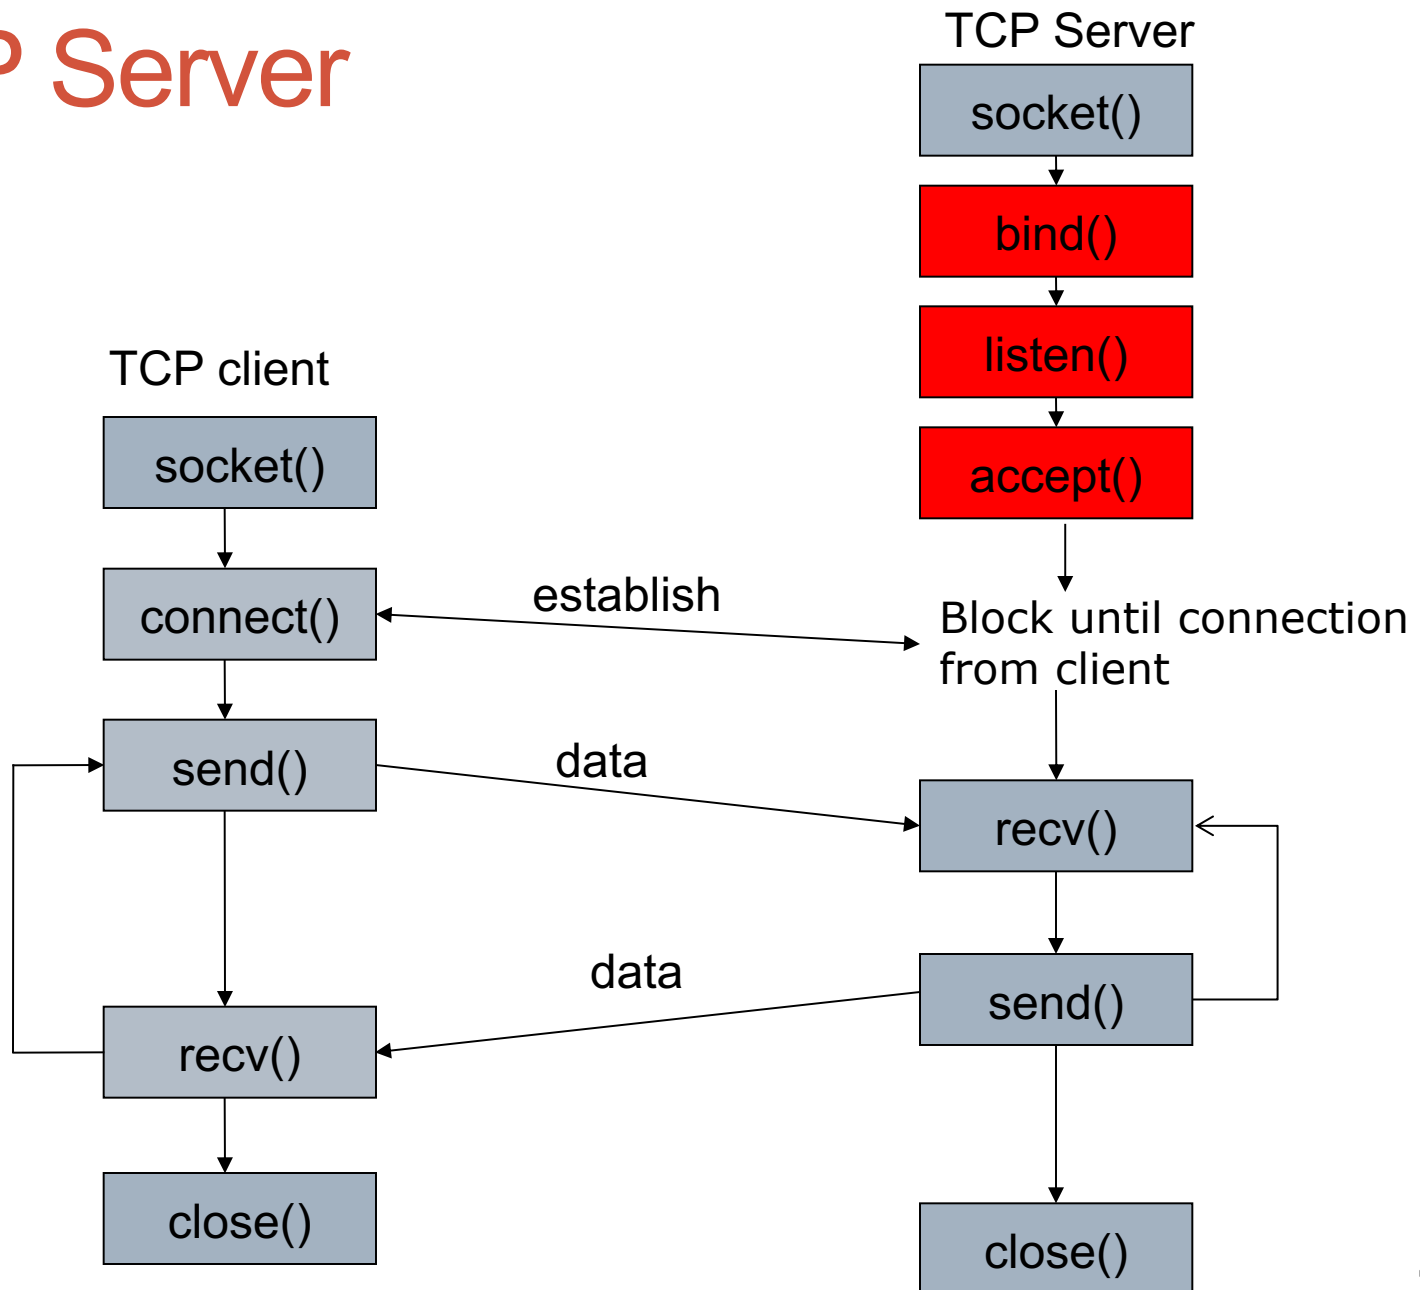 P Server
TCP Server
socket()
bind()
listen()
accept()
Block until connection
from client
recv()
send()
close()
TCP client
socket()
connect()
send()
recv()
close()
establish
data
data